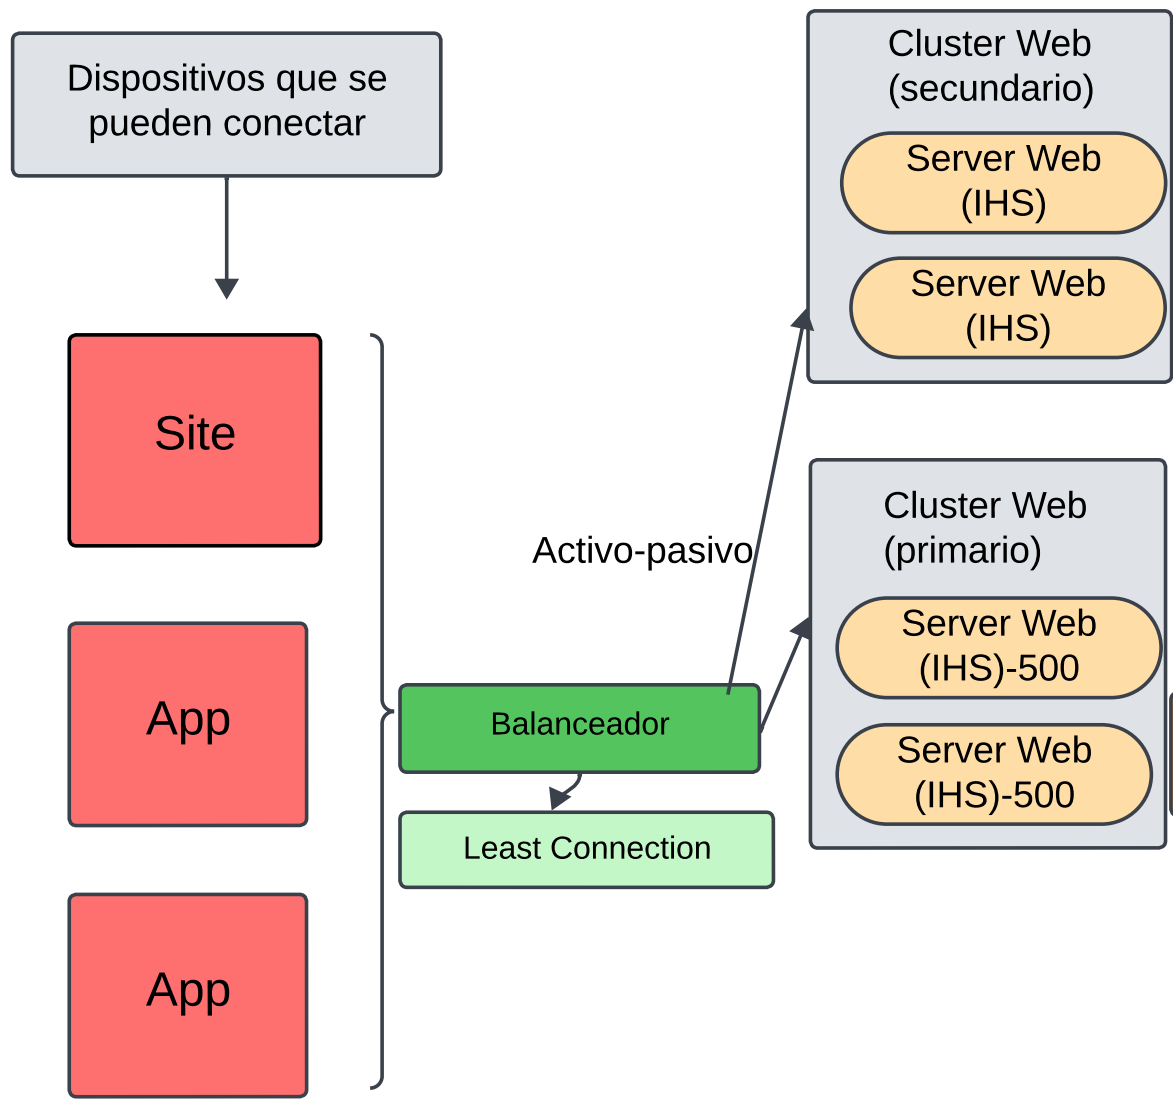 Dispositivos que se
pueden conectar
Site
App
App
Activo-pasivo
Balanceador
Least Connection
Cluster Web
(secundario)
Server Web
(IHS)
Server Web
(IHS)
Cluster Web
(primario)
Server Web
(IHS)-500
Server Web
(IHS)-500